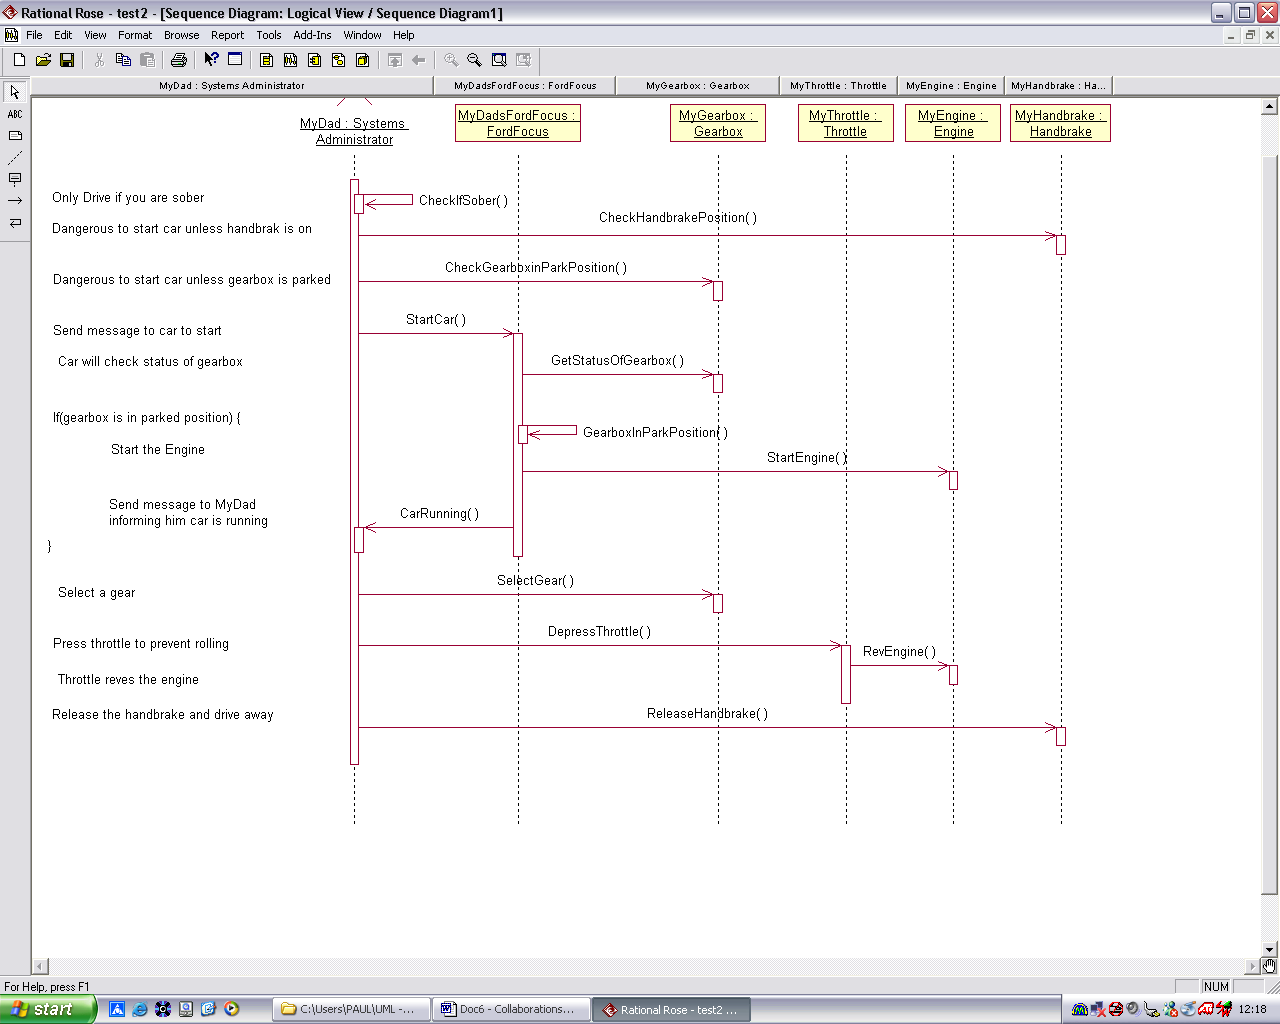 Rational Rose - test2 - [Sequence Diagram: Logical View / Sequence Diagram1]
File Edit View Format Browse Report Tools Add-Ins Window Help
MyDad : Systems Administrator
MyDadsFordFocus : FordFocus
MyGearbox : Gearbox
MyThrottle : Throttle
MyEngine : Engine
MyHandbrake : Ha...
ABC
MyDad : Systems
Administrator
MyDadsFordFocus :
FordFocus
MyGearbox :
Gearbox
MyThrottle :
Throttle
MyEngine :
Engine
MyHandbrake :
Handbrake
Only Drive if you are sober
CheckIfSober( )
CheckHandbrakePosition( )
Dangerous to start car unless handbrak is on
CheckGearbbxinParkPosition( )
Dangerous to start car unless gearbox is parked
StartCar( )
Send message to car to start
Car will check status of gearbox
GetStatusOfGearbox( )
If(gearbox is in parked position) {
GearboxInParkPosition( )
Start the Engine
StartEngine( )
Send message to MyDad
informing him car is running
CarRunning( )
}
SelectGear( )
Select a gear
DepressThrottle( )
Press throttle to prevent rolling
RevEngine( )
Throttle reves the engine
Release the handbrake and drive away
ReleaseHandbrake( )
For Help, press F1
NUM
start
C:\Users\PAUL\UML -...
Doc6 - Collaborations...
Rational Rose - test2 ...
12:18